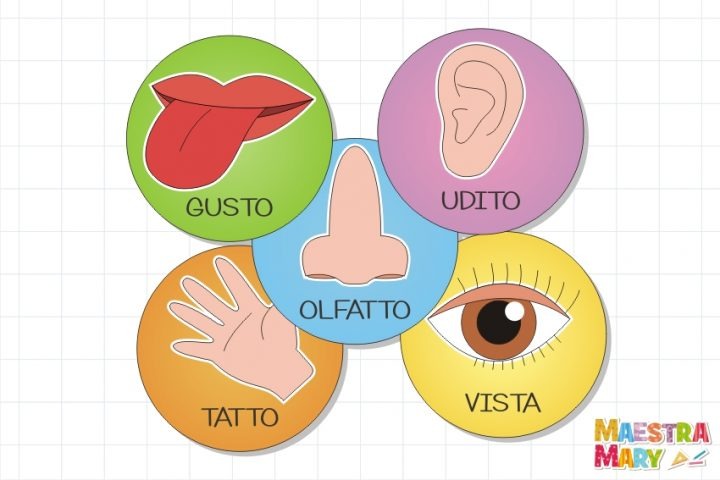 GUSTO
UDITO
OLFATTO
TATTO
VISTA
MAESTRA
MARY